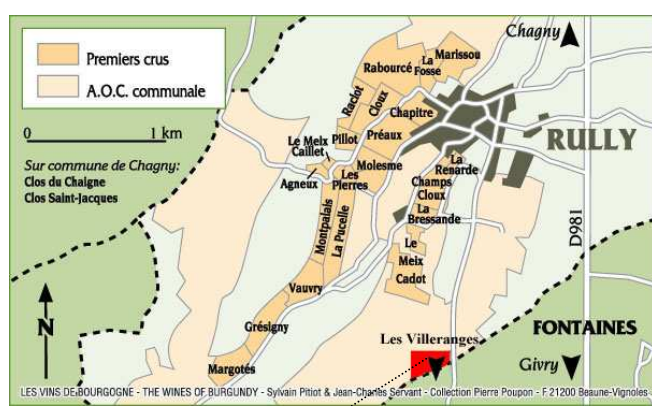 Premiers crus
A.O.C. communale
0 1 km
Sur commune de Chagny:
Clos du Chaigne
Clos Saint-Jacques
N
Chagny
Marissou
La
Fosse
Rabourcé
Raclot
Cloux
Chapitre
RULLY
Préaux
Pillot
Le Meix
Caillet
Molesme
Agneux
Les
Pierres
La
Renarde
Champs
Cloux
La
Bressande
Montpalais
La Pucelle
Le
Meix
Cadot
D981
Vauvry
Grésigny
Margotés
Les Villeranges
FONTAINES
Givry
LES VINS DE BOURGOGNE - THE WINES OF BURGUNDY - Sylvain Pitiot & Jean-Charles Servant - Collection Pierre Poupon - F. 21200 Beaune-Vignoles